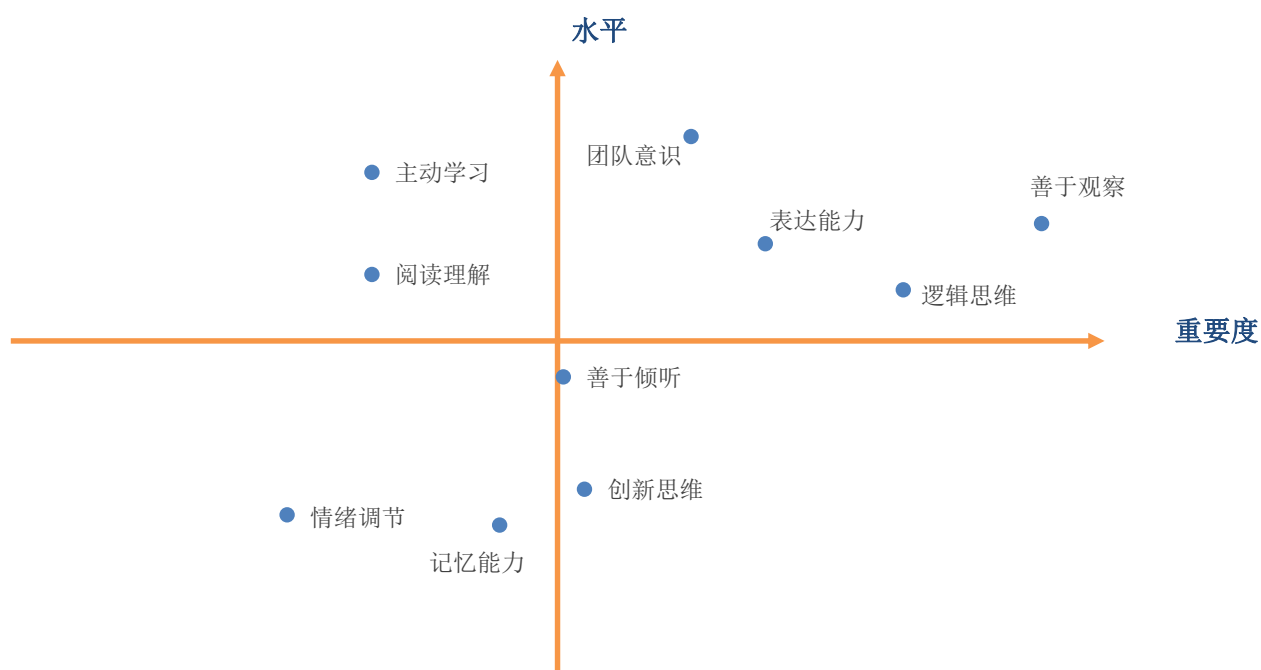 水平
团队意识
主动学习
善于观察
表达能力
阅读理解
逻辑思维
重要度
善于倾听
创新思维
情绪调节
记忆能力